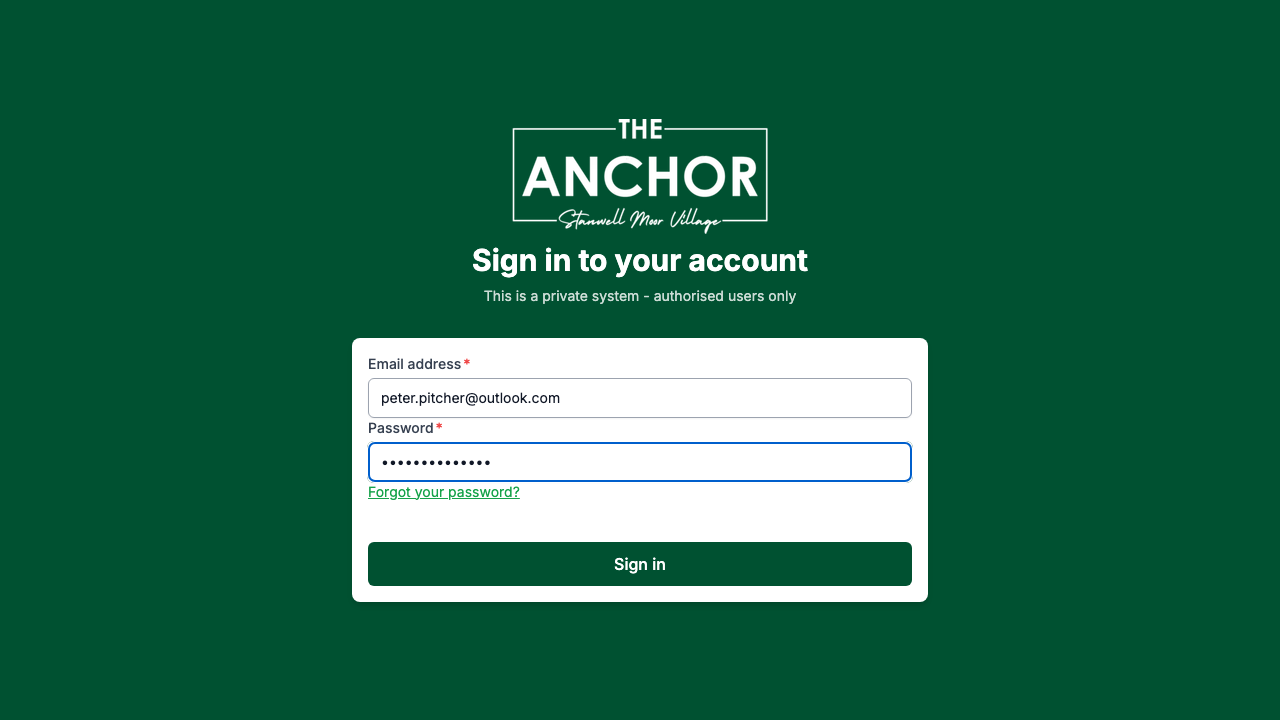 THE
ANCHOR
Stanwell Moor Village
Sign in to your account
This is a private system - authorised users only
Email address*
peter.pitcher@outlook.com
Password*
••••••••••••••
Forgot your password?
Sign in